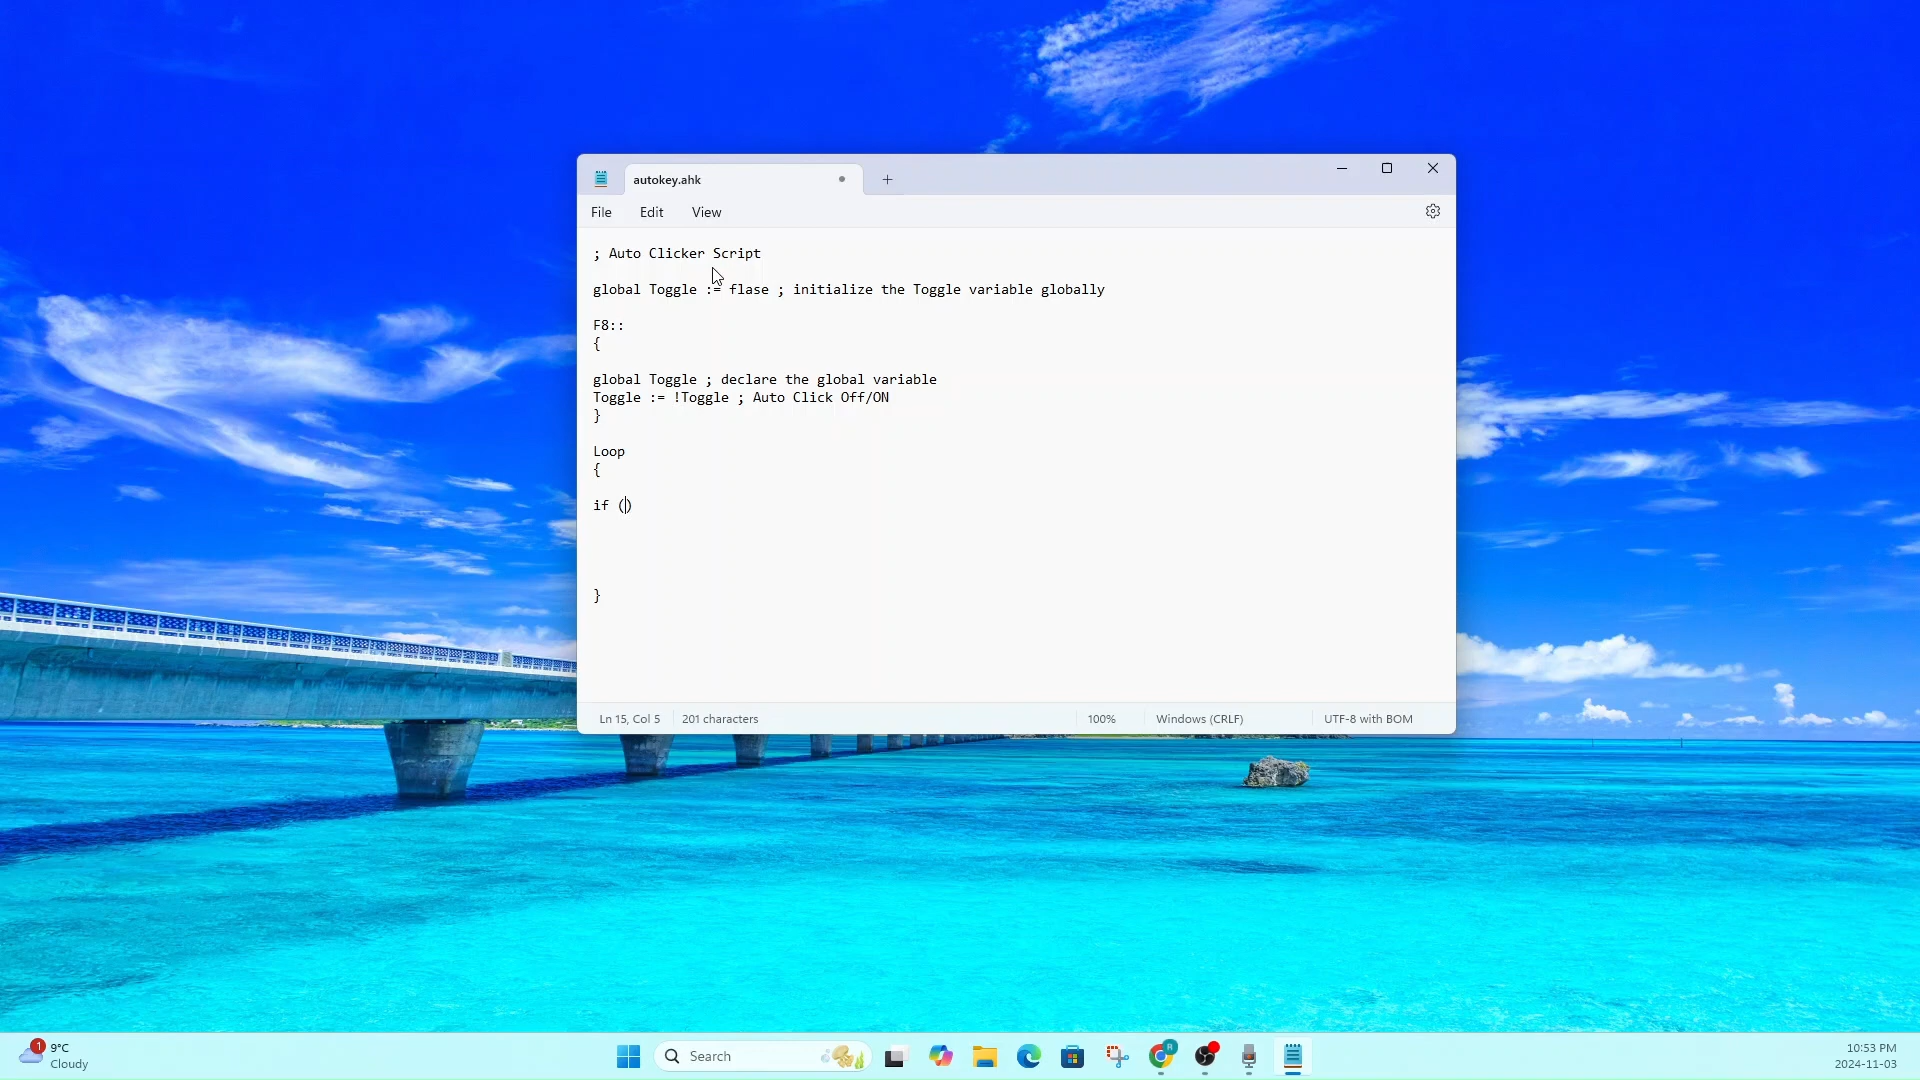 autokey.ahk
File Edit View
; Auto Clicker Script
global Toggle := flase ; initialize the Toggle variable globally
F8::
{
global Toggle ; declare the global variable
Toggle := !Toggle ; Auto Click Off/ON
}
Loop
{
if ()
}
Ln 15, Col 5 201 characters 100% Windows (CRLF) UTF-8 with BOM
1 9°C
Cloudy
Search
R
10:53 PM
2024-11-03